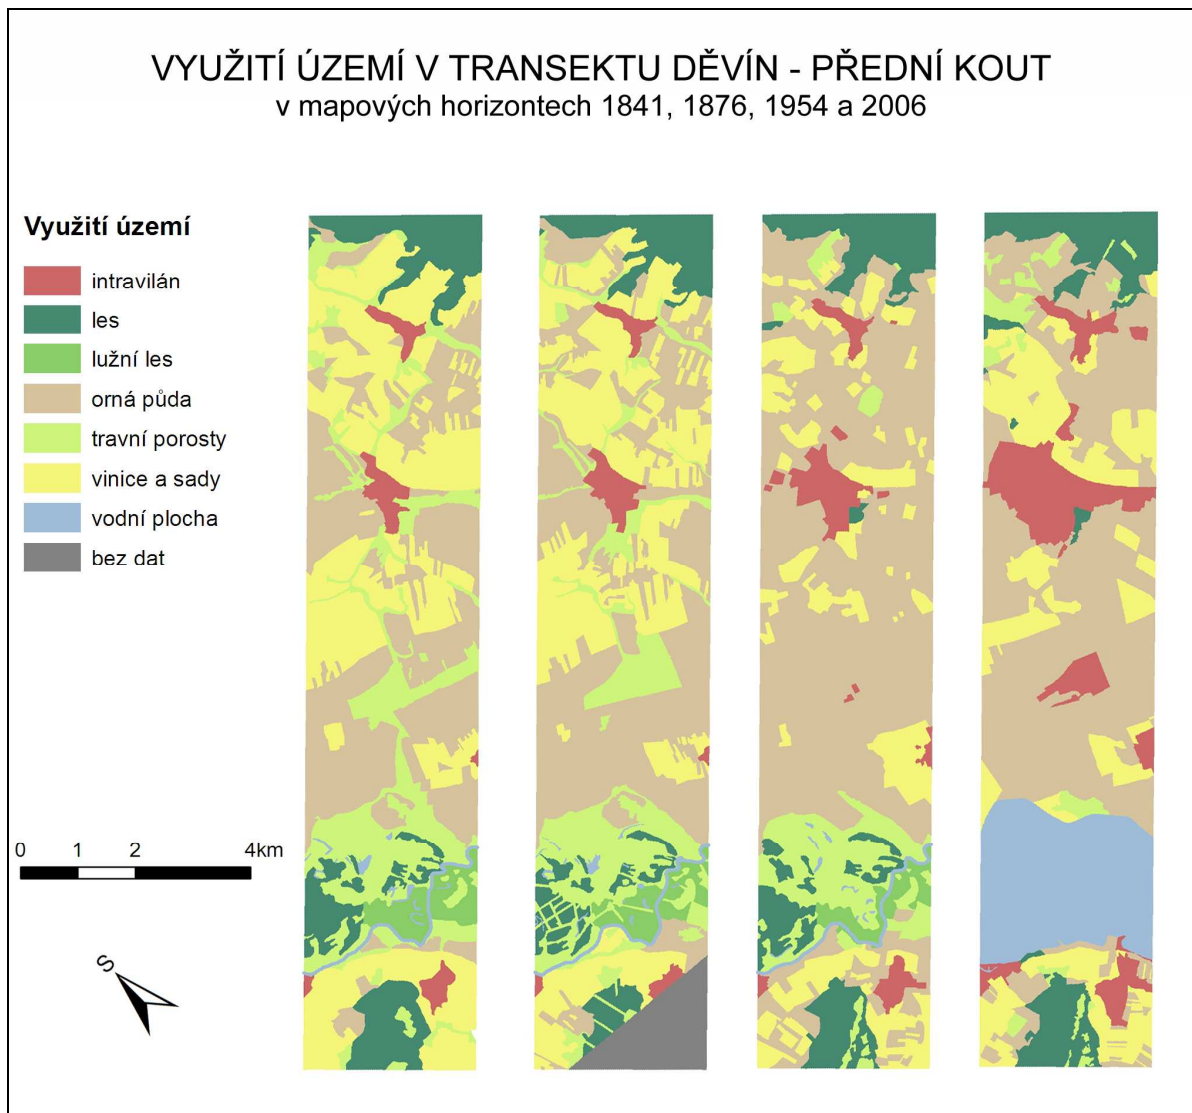 VYUŽITÍ ÚZEMÍ V TRANSEKTU DĚVÍN - PŘEDNÍ KOUT
v mapových horizontech 1841, 1876, 1954 a 2006
Využití území
intravilán
les
lužní les
orná půda
travní porosty
vinice a sady
vodní plocha
bez dat
0 1 2 4km
S